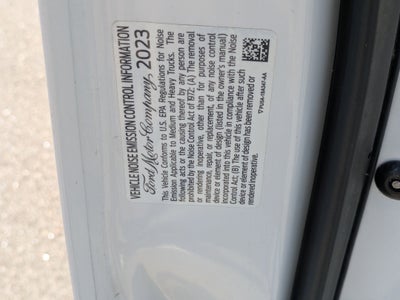 VEHICLE NOISE EMISSION CONTROL INFORMATION
Ford Motor Company, 2023
This Vehicle Conforms to U.S. EPA Regulations for Noise
Emission Applicable to Medium and Heavy Trucks. The
following acts or the causing thereof by any person are
prohibited by the Noise Control Act of 1972: (A) The removal
or rendering inoperative, other than for purposes of
maintenance, repair, or replacement, of any noise control
device or element of design (listed in the owner's manual)
incorporated into this vehicle in compliance with the Noise
Control Act; (B) The use of this vehicle after such
device or element of design has been removed or
rendered inoperative.